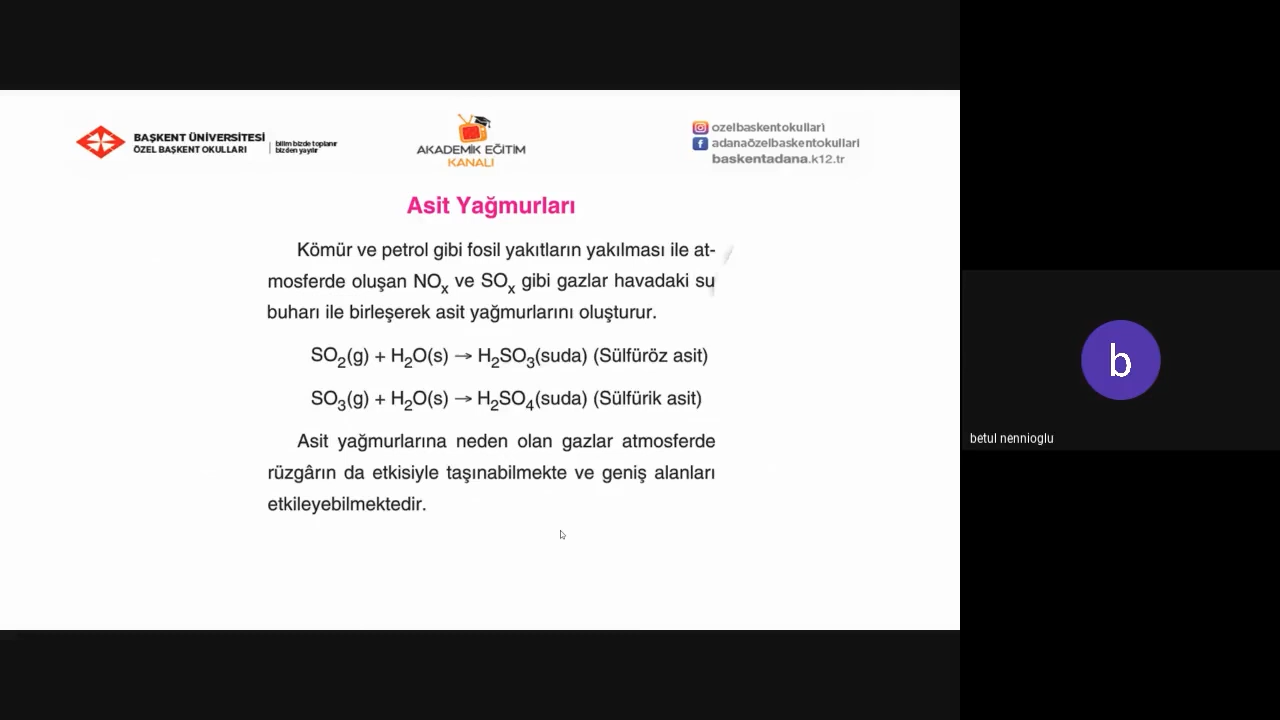 BAŞKENT ÜNİVERSİTESİ
ÖZEL BAŞKENT OKULLARI
bilim bizde toplanır
bizden yayılır
AKADEMİK EĞİTİM
KANALI
ozelbaskentokullari
adanaözelbaskentokullari
baskentadana.k12.tr
Asit Yağmurları
Kömür ve petrol gibi fosil yakıtların yakılması ile at-
mosferde oluşan NOₓ ve SOₓ gibi gazlar havadaki su
buharı ile birleşerek asit yağmurlarını oluşturur.
SO₂(g) + H₂O(s) → H₂SO₃(suda) (Sülfüröz asit)
SO₃(g) + H₂O(s) → H₂SO₄(suda) (Sülfürik asit)
Asit yağmurlarına neden olan gazlar atmosferde
rüzgârın da etkisiyle taşınabilmekte ve geniş alanları
etkileyebilmektedir.
b
betul nennioglu